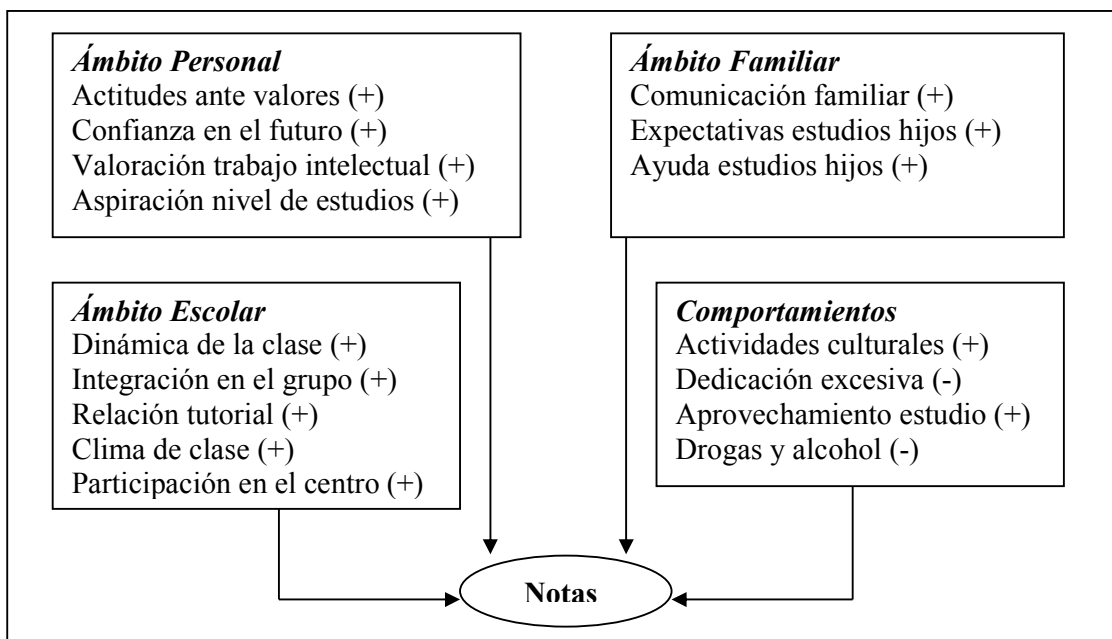 Ámbito Personal
Actitudes ante valores (+)
Confianza en el futuro (+)
Valoración trabajo intelectual (+)
Aspiración nivel de estudios (+)
Ámbito Familiar
Comunicación familiar (+)
Expectativas estudios hijos (+)
Ayuda estudios hijos (+)
Ámbito Escolar
Dinámica de la clase (+)
Integración en el grupo (+)
Relación tutorial (+)
Clima de clase (+)
Participación en el centro (+)
Comportamientos
Actividades culturales (+)
Dedicación excesiva (-)
Aprovechamiento estudio (+)
Drogas y alcohol (-)
Notas